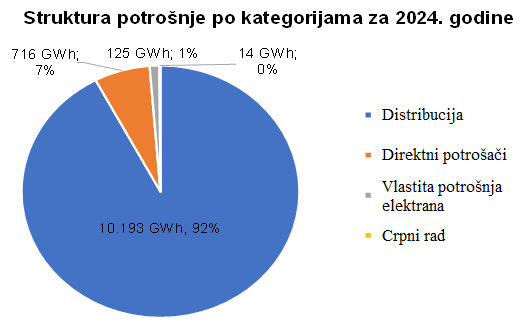 Struktura potrošnje po kategorijama za 2024. godine
716 GWh;
7%
125 GWh; 1%
14 GWh;
0%
10.193 GWh; 92%
Distribucija
Direktni potrošači
Vlastita potrošnja
elektrana
Crpni rad